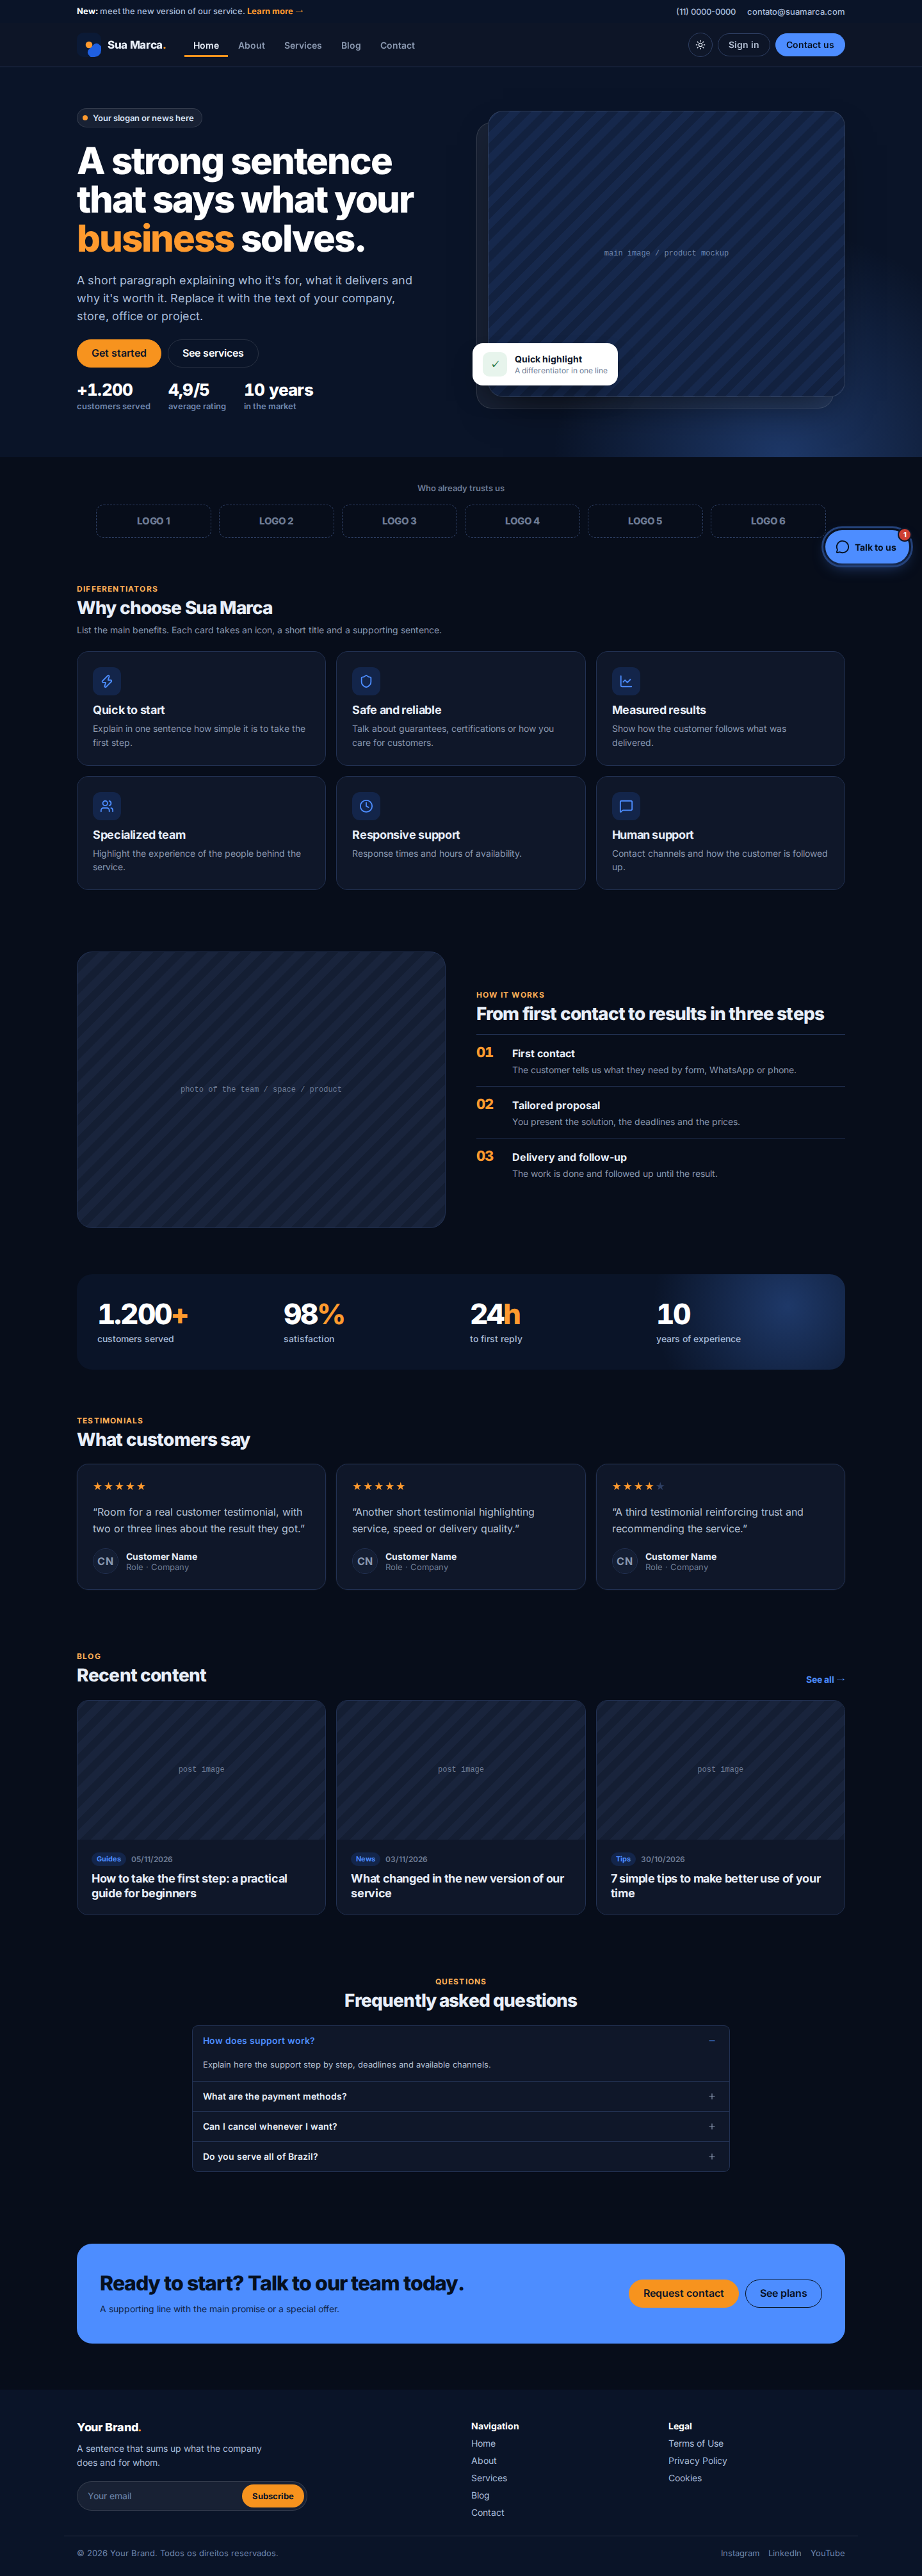 New: meet the new version of our service. Learn more →
(11) 0000-0000 contato@suamarca.com
Sua Marca.
Home About Services Blog Contact
Sign in Contact us
Your slogan or news here
A strong sentence
that says what your
business solves.
A short paragraph explaining who it's for, what it delivers and
why it's worth it. Replace it with the text of your company,
store, office or project.
Get started See services
+1.200 4,9/5 10 years
customers served average rating in the market
main image / product mockup
✓
Quick highlight
A differentiator in one line
Who already trusts us
LOGO 1 LOGO 2 LOGO 3 LOGO 4 LOGO 5 LOGO 6
Talk to us 1
DIFFERENTIATORS
Why choose Sua Marca
List the main benefits. Each card takes an icon, a short title and a supporting sentence.
Quick to start
Explain in one sentence how simple it is to take the
first step.
Safe and reliable
Talk about guarantees, certifications or how you
care for customers.
Measured results
Show how the customer follows what was
delivered.
Specialized team
Highlight the experience of the people behind the
service.
Responsive support
Response times and hours of availability.
Human support
Contact channels and how the customer is followed
up.
photo of the team / space / product
HOW IT WORKS
From first contact to results in three steps
01 First contact
The customer tells us what they need by form, WhatsApp or phone.
02 Tailored proposal
You present the solution, the deadlines and the prices.
03 Delivery and follow-up
The work is done and followed up until the result.
1.200+ 98% 24h 10
customers served satisfaction to first reply years of experience
TESTIMONIALS
What customers say
★★★★★
“Room for a real customer testimonial, with
two or three lines about the result they got.”
CN Customer Name
Role · Company
★★★★★
“Another short testimonial highlighting
service, speed or delivery quality.”
CN Customer Name
Role · Company
★★★★★
“A third testimonial reinforcing trust and
recommending the service.”
CN Customer Name
Role · Company
BLOG
Recent content
See all →
post image
Guides 05/11/2026
How to take the first step: a practical
guide for beginners
post image
News 03/11/2026
What changed in the new version of our
service
post image
Tips 30/10/2026
7 simple tips to make better use of your
time
QUESTIONS
Frequently asked questions
How does support work? −
Explain here the support step by step, deadlines and available channels.
What are the payment methods? +
Can I cancel whenever I want? +
Do you serve all of Brazil? +
Ready to start? Talk to our team today.
A supporting line with the main promise or a special offer.
Request contact See plans
Your Brand.
A sentence that sums up what the company
does and for whom.
Your email Subscribe
Navigation
Home
About
Services
Blog
Contact
Legal
Terms of Use
Privacy Policy
Cookies
© 2026 Your Brand. Todos os direitos reservados.
Instagram LinkedIn YouTube